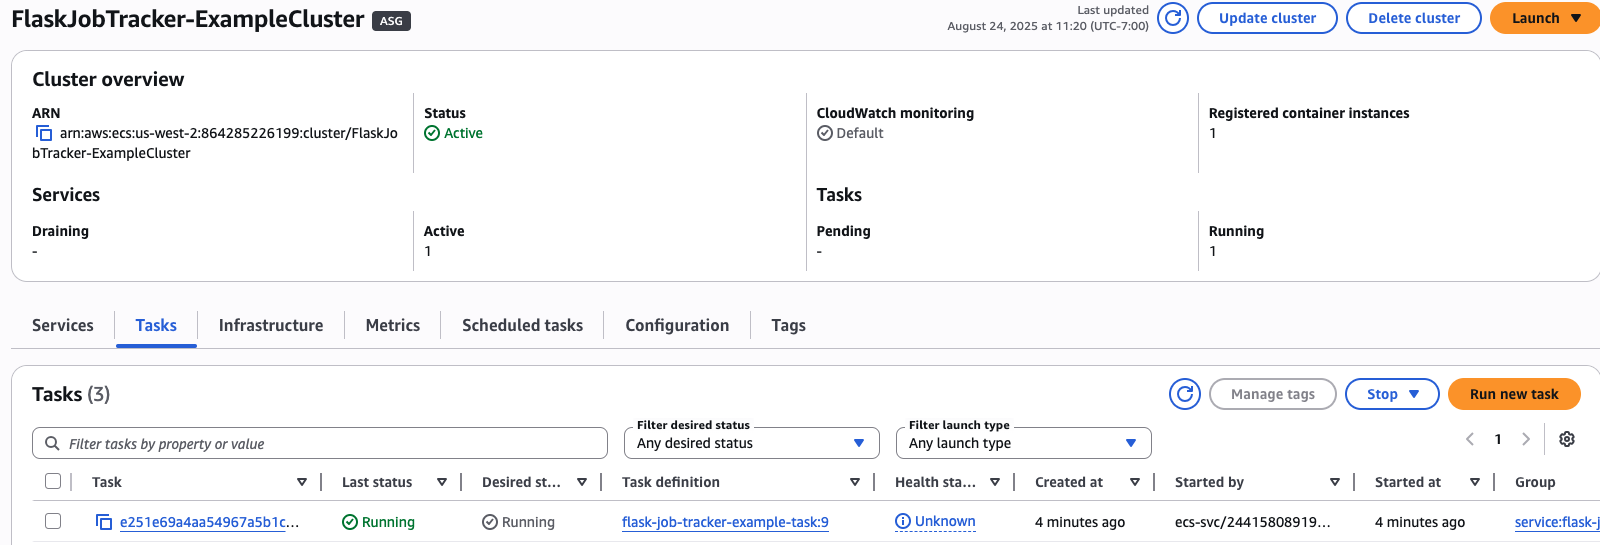 FlaskJobTracker-ExampleCluster ASG
Last updated
August 24, 2025 at 11:20 (UTC-7:00)
Update cluster
Delete cluster
Launch
Cluster overview
ARN
arn:aws:ecs:us-west-2:864285226199:cluster/FlaskJo
bTracker-ExampleCluster
Status
Active
CloudWatch monitoring
Default
Registered container instances
1
Services
Draining
-
Active
1
Tasks
Pending
-
Running
1
Services Tasks Infrastructure Metrics Scheduled tasks Configuration Tags
Tasks (3)
Manage tags
Stop
Run new task
Filter tasks by property or value
Filter desired status
Any desired status
Filter launch type
Any launch type
1
Task Last status Desired st... Task definition Health sta... Created at Started by Started at Group
e251e69a4aa54967a5b1c... Running Running flask-job-tracker-example-task:9 Unknown 4 minutes ago ecs-svc/24415808919... 4 minutes ago service:flask-j